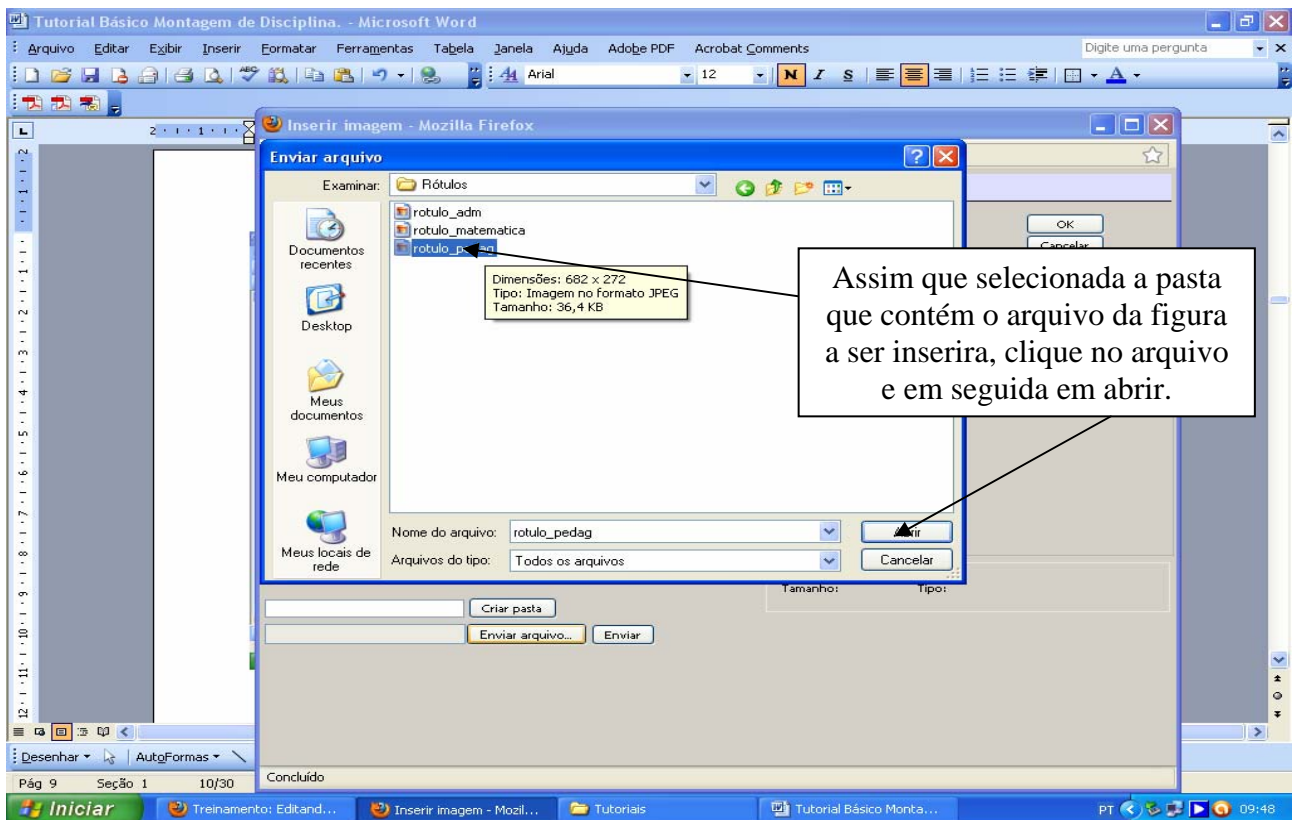 Tutorial Básico Montagem de Disciplina. - Microsoft Word
Arquivo Editar Exibir Inserir Formatar Ferramentas Tabela Janela Ajuda Adobe PDF Acrobat Comments Digite uma pergunta
Arial 12 N I S A
2 1 1
Inserir imagem - Mozilla Firefox
Enviar arquivo
Examinar: Rótulos
rotulo_adm
rotulo_matematica
rotulo_pedag
Dimensões: 682 x 272
Tipo: Imagem no formato JPEG
Tamanho: 36,4 KB
Documentos
recentes
Desktop
Meus
documentos
Meu computador
Meus locais de
rede
Nome do arquivo: rotulo_pedag
Arquivos do tipo: Todos os arquivos Cancelar
OK
Cancelar
Assim que selecionada a pasta
que contém o arquivo da figura
a ser inserira, clique no arquivo
e em seguida em abrir.
Tamanho: Tipo:
Criar pasta
Enviar arquivo... Enviar
Concluído
Desenhar AutoFormas
Pág 9 Seção 1 10/30
Iniciar Treinamento: Editand... Inserir imagem - Mozil... Tutoriais Tutorial Básico Monta... PT 09:48